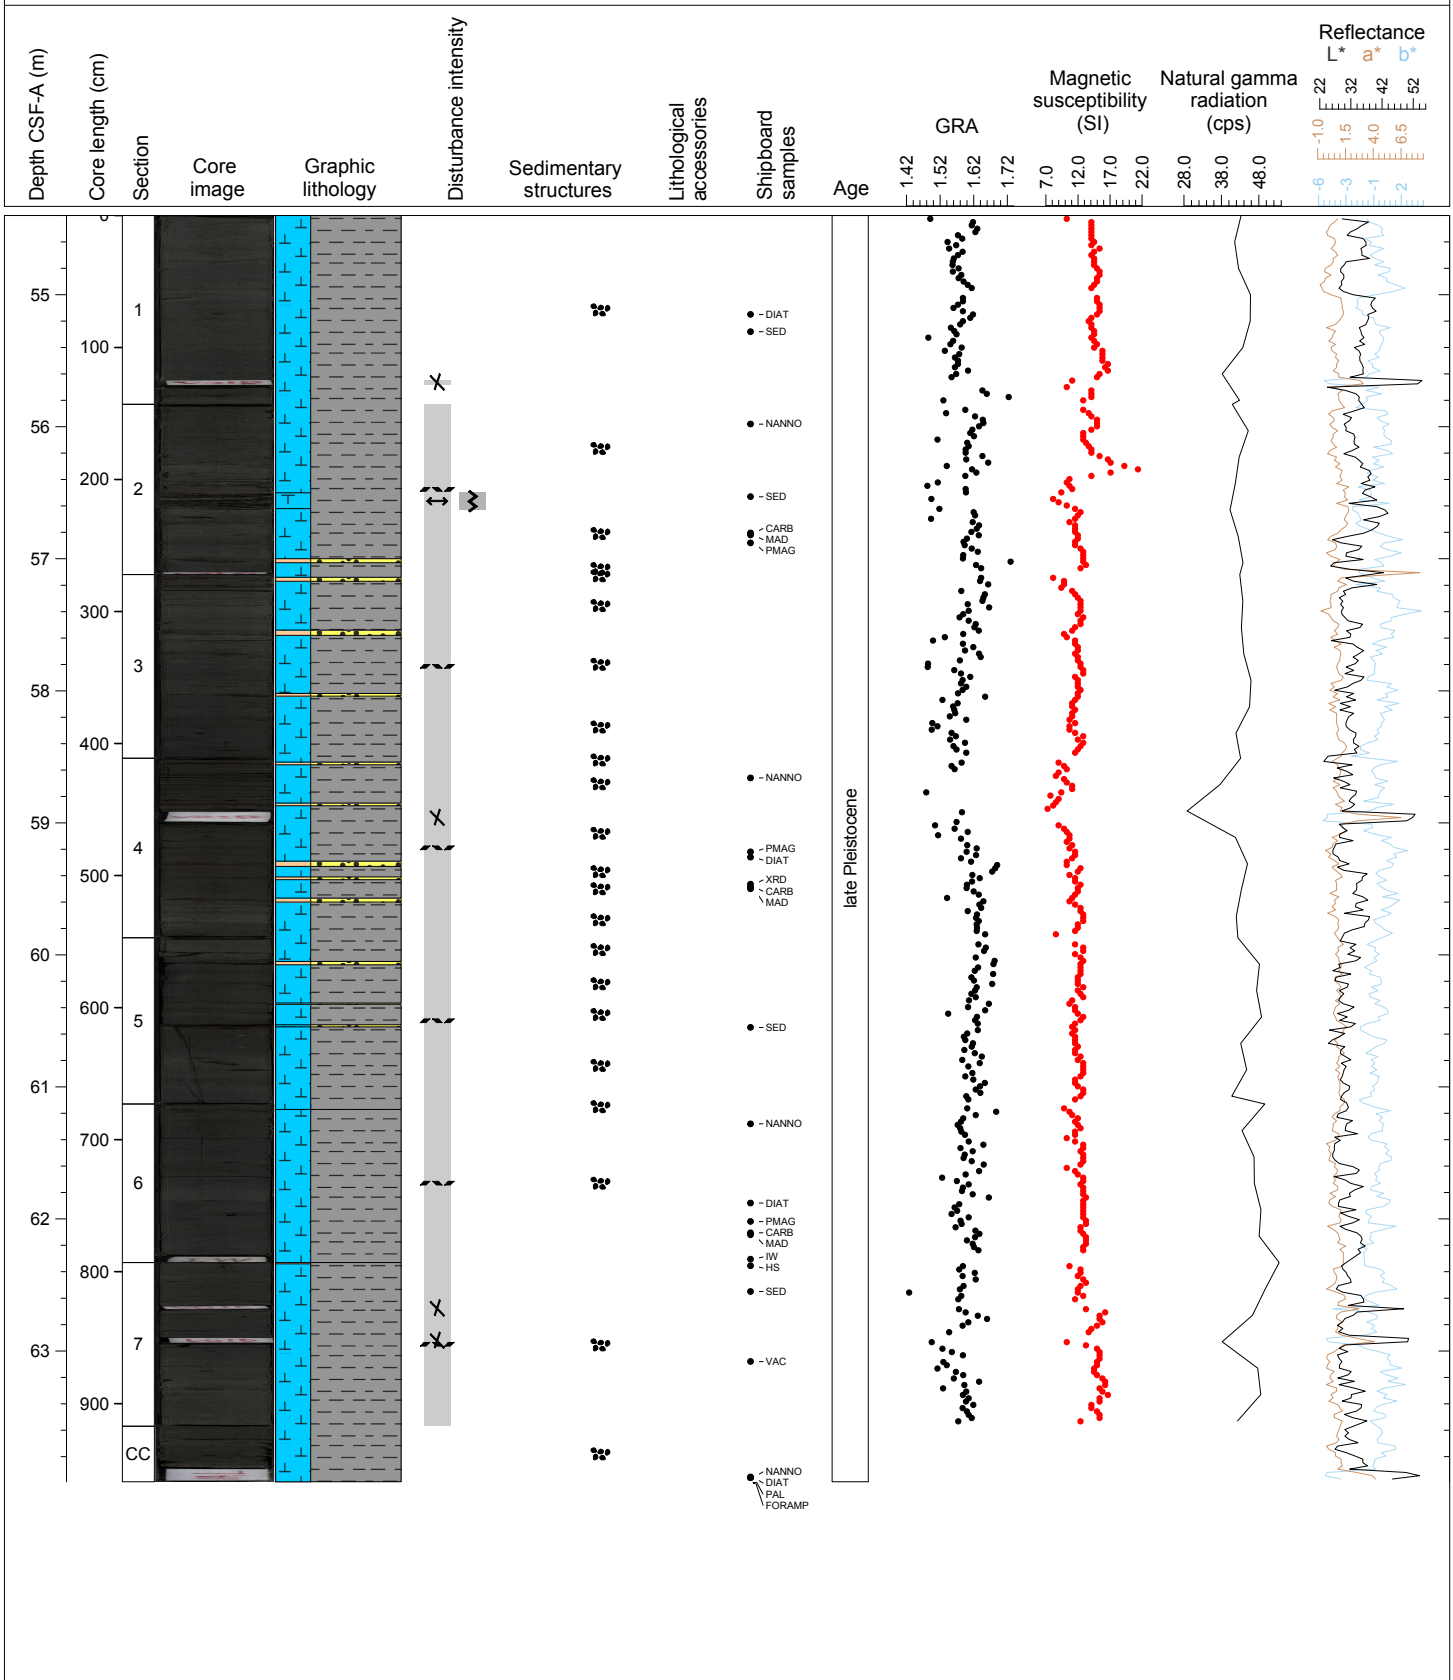 Depth CSF-A (m)
Core length (cm)
Section
Core
image
Graphic
lithology
Disturbance intensity
Sedimentary
structures
Lithological
accessories
Shipboard
samples
Age
GRA
1.42
1.52
1.62
1.72
Magnetic
susceptibility
(SI)
7.0
12.0
17.0
22.0
Natural gamma
radiation
(cps)
28.0
38.0
48.0
Reflectance
L* a* b*
22
32
42
52
-1.0
1.5
4.0
6.5
-6
-3
-1
2
0
55
1
DIAT
SED
100
56
NANNO
200
2
SED
CARB
MAD
PMAG
57
300
3
58
400
NANNO
59
4
PMAG
DIAT
500
XRD
CARB
MAD
late Pleistocene
60
600
5
SED
61
700
NANNO
6
DIAT
62
PMAG
CARB
MAD
IW
HS
800
SED
7
63
VAC
900
CC
NANNO
DIAT
PAL
FORAMP